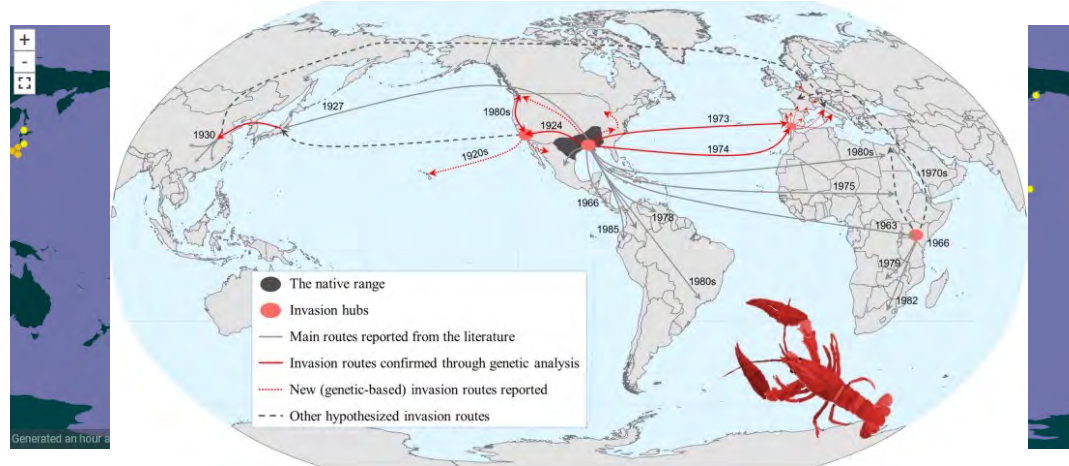 +
-
1927
1930
1980s
1924
1920s
1973
1974
1980s
1970s
1975
1966
1978
1985
1963
1966
1979
1980s
1982
The native range
Invasion hubs
Main routes reported from the literature
Invasion routes confirmed through genetic analysis
New (genetic-based) invasion routes reported
Other hypothesized invasion routes
Generated an hour a